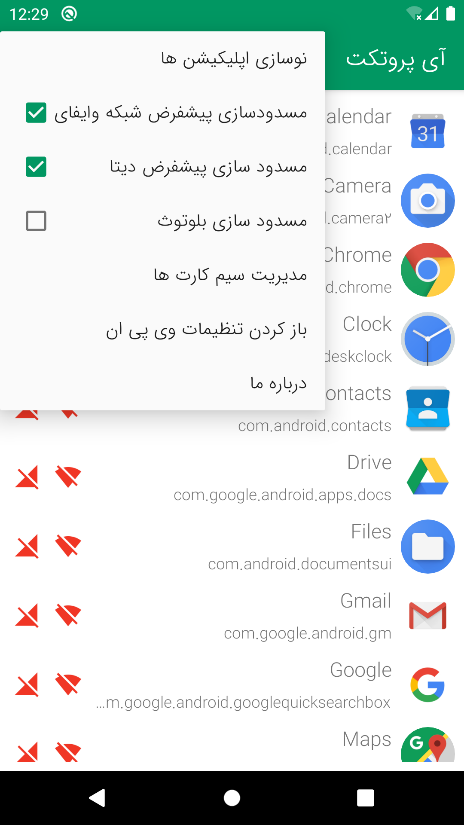 12:29
آی پروتکت
نوسازی اپلیکیشن ها
مسدودسازی پیشفرض شبکه وایفای
مسدود سازی پیشفرض دیتا
مسدود سازی بلوتوث
مدیریت سیم کارت ها
باز کردن تنظیمات وی پی ان
درباره ما
alendar
d.calendar
31
Camera
d.camera۲
Chrome
d.chrome
Clock
deskclock
ontacts
com.android.contacts
Drive
com.google.android.apps.docs
Files
com.android.documentsui
Gmail
com.google.android.gm
Google
...m.google.android.googlequicksearchbox
G
Maps
G